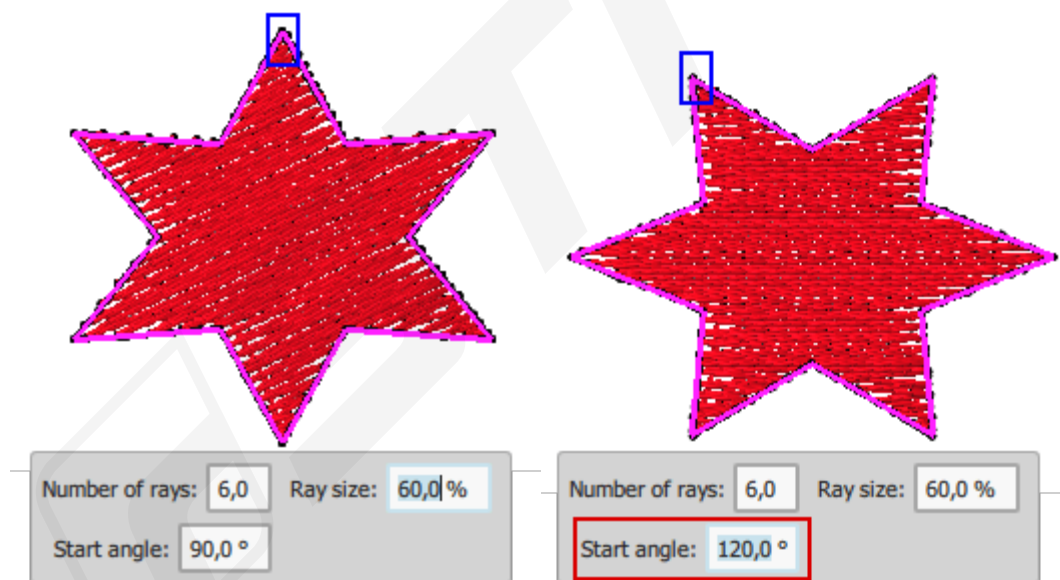 Number of rays: 6,0 Ray size: 60,0 %
Start angle: 90,0 °
Number of rays: 6,0 Ray size: 60,0 %
Start angle: 120,0 °